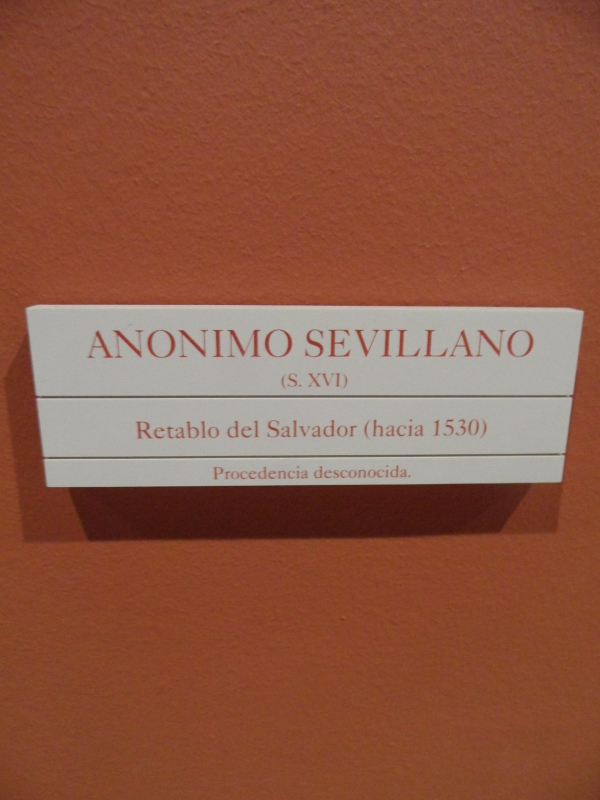 ANONIMO SEVILLANO
(S. XVI)
Retablo del Salvador (hacia 1530)
Procedencia desconocida.